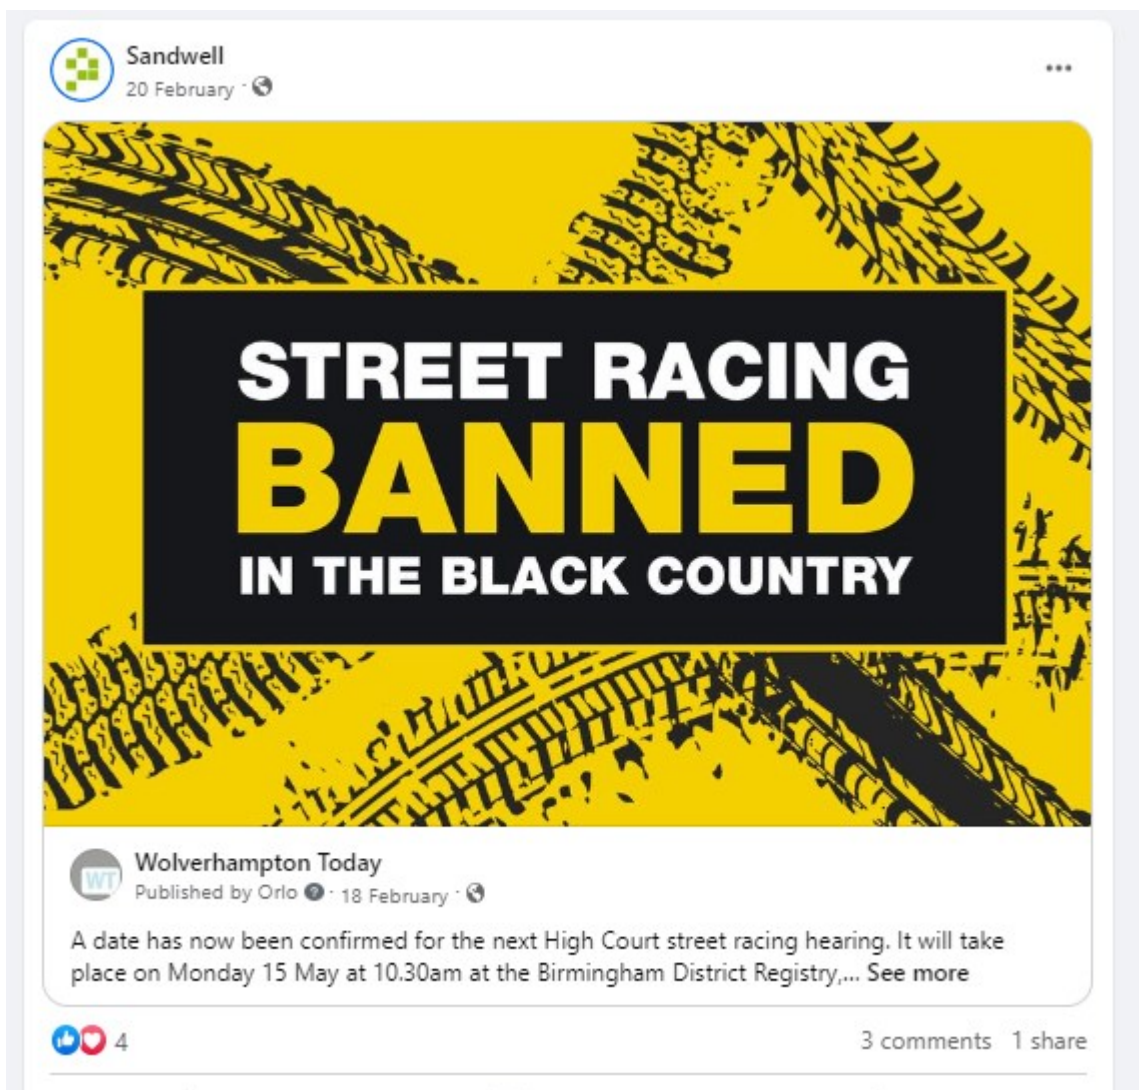 Sandwell
20 February ·
STREET RACING
BANNED
IN THE BLACK COUNTRY
WT
Wolverhampton Today
Published by Orlo · 18 February ·
A date has now been confirmed for the next High Court street racing hearing. It will take
place on Monday 15 May at 10.30am at the Birmingham District Registry,... See more
4
3 comments 1 share